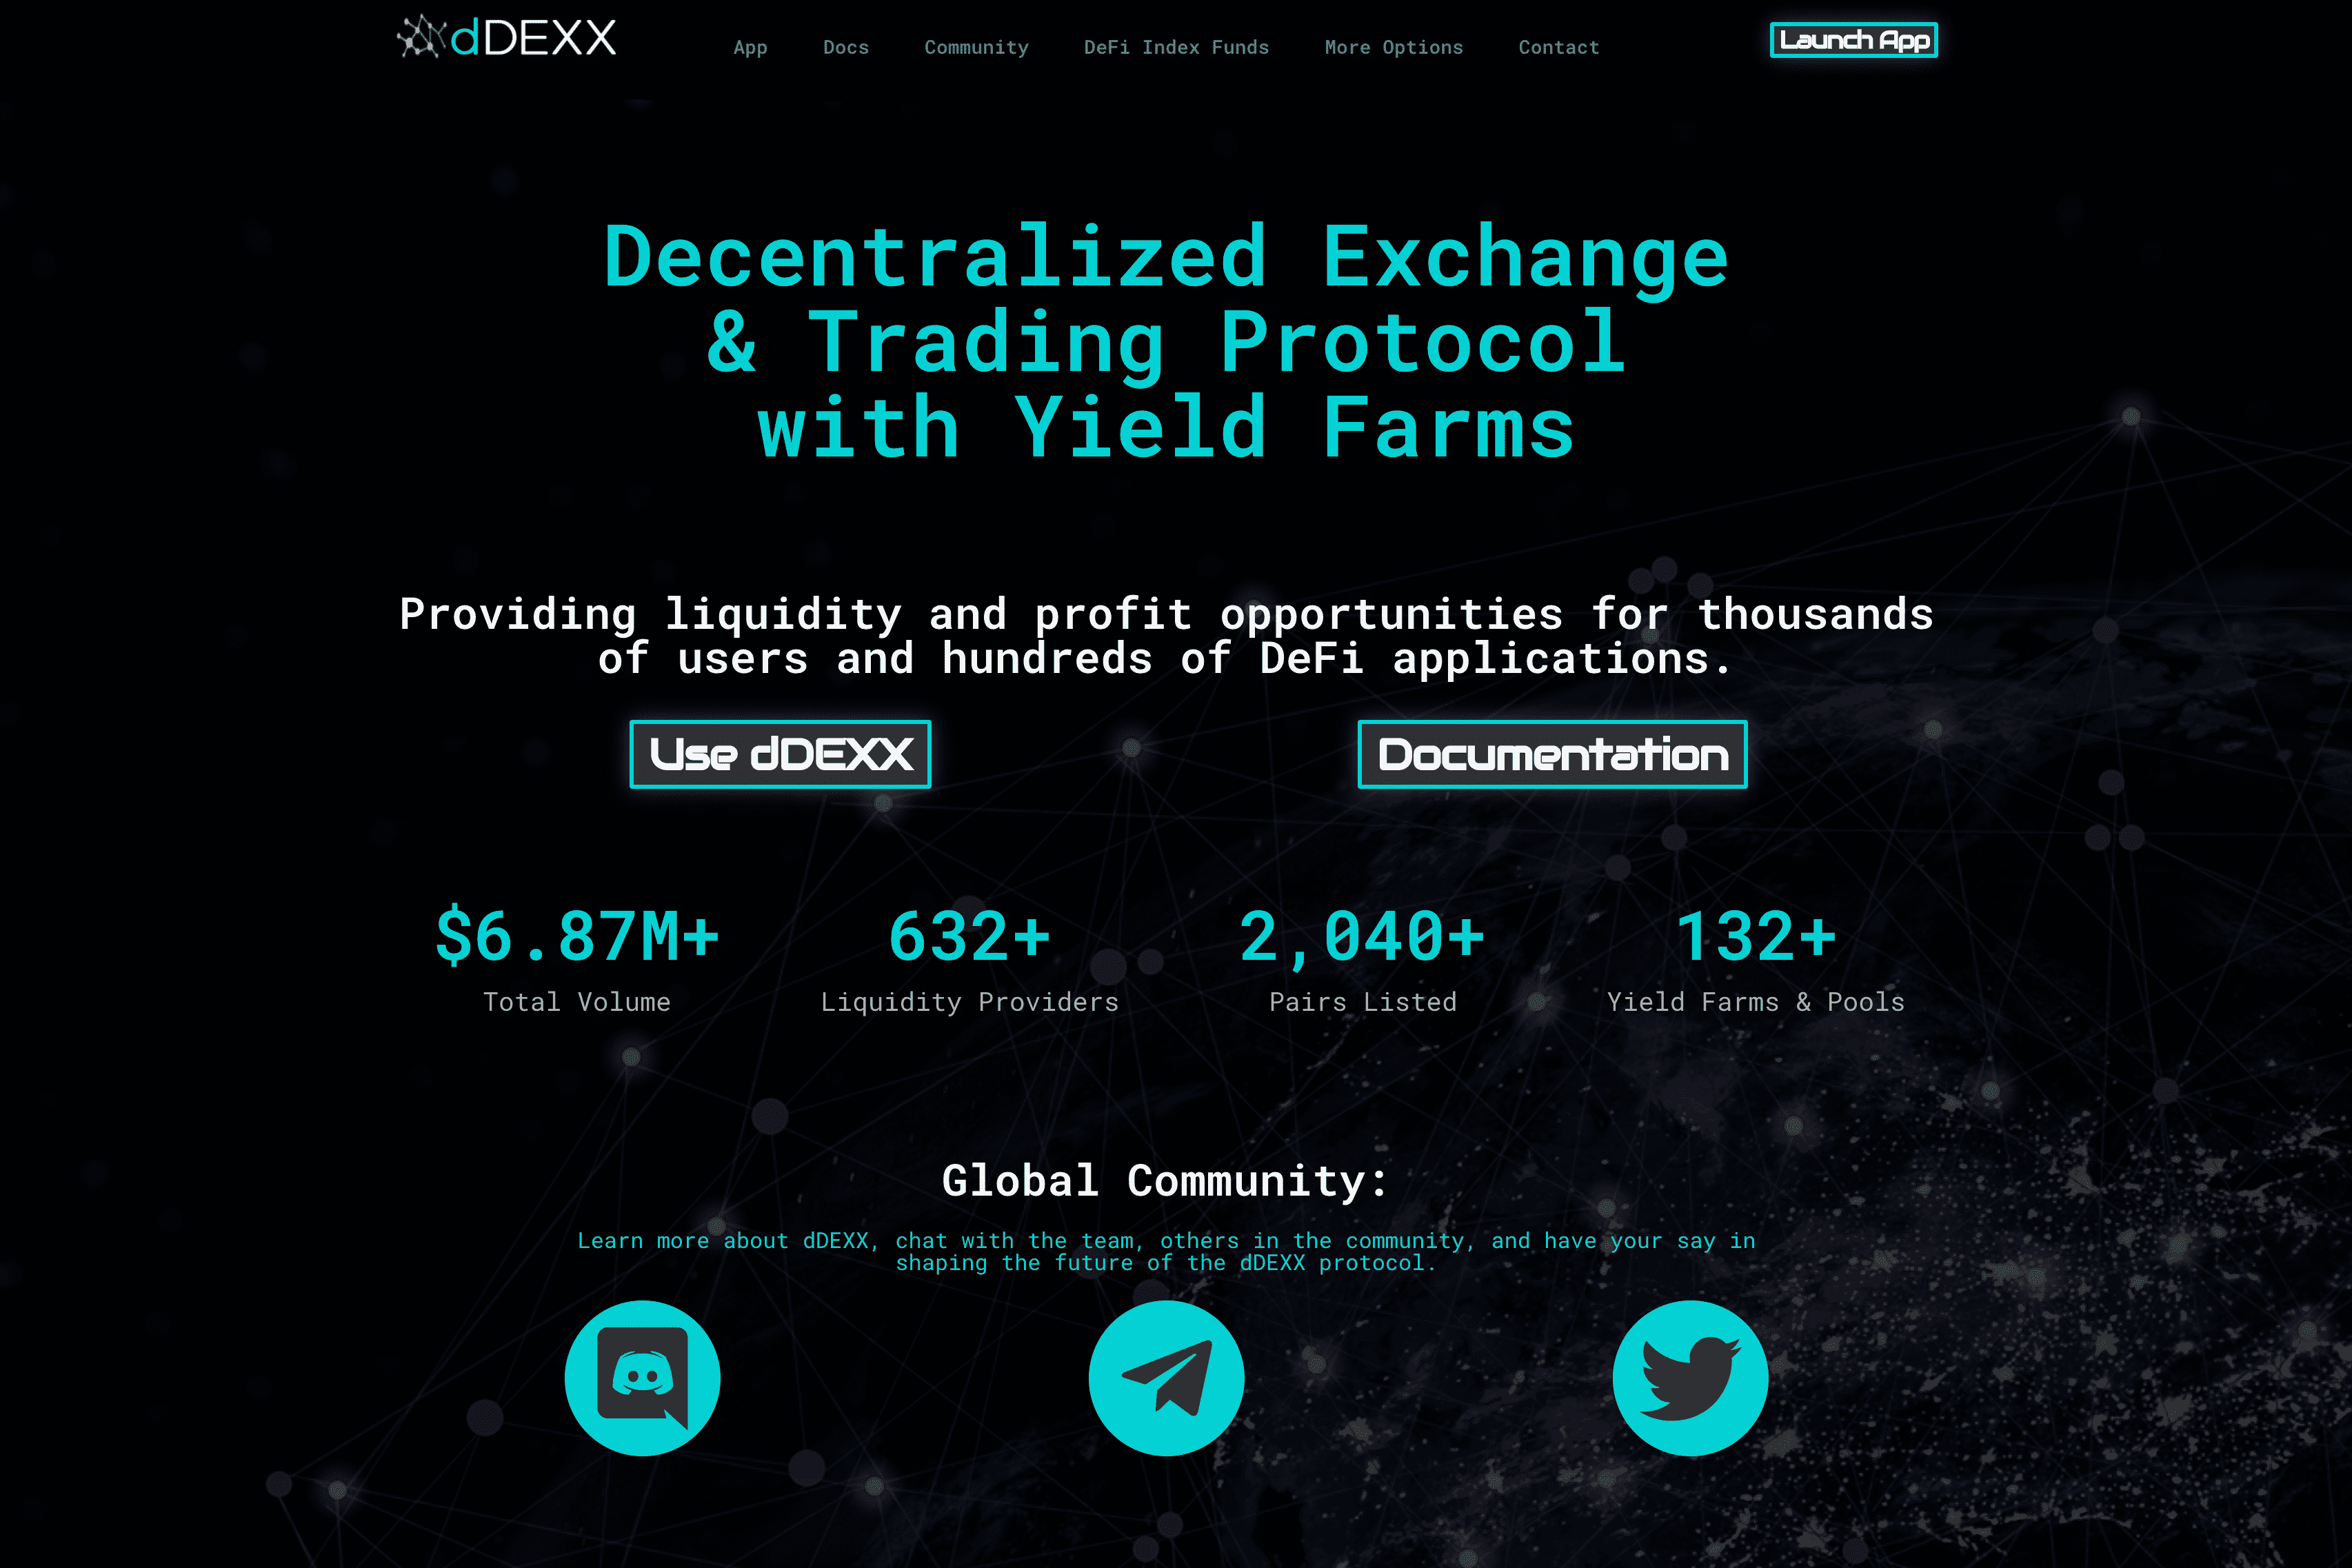 dDEXX
App
Docs
Community
DeFi Index Funds
More Options
Contact
Launch App
Decentralized Exchange
& Trading Protocol
with Yield Farms
Providing liquidity and profit opportunities for thousands
of users and hundreds of DeFi applications.
Use dDEXX
Documentation
$6.87M+
Total Volume
632+
Liquidity Providers
2,040+
Pairs Listed
132+
Yield Farms & Pools
Global Community:
Learn more about dDEXX, chat with the team, others in the community, and have your say in
shaping the future of the dDEXX protocol.